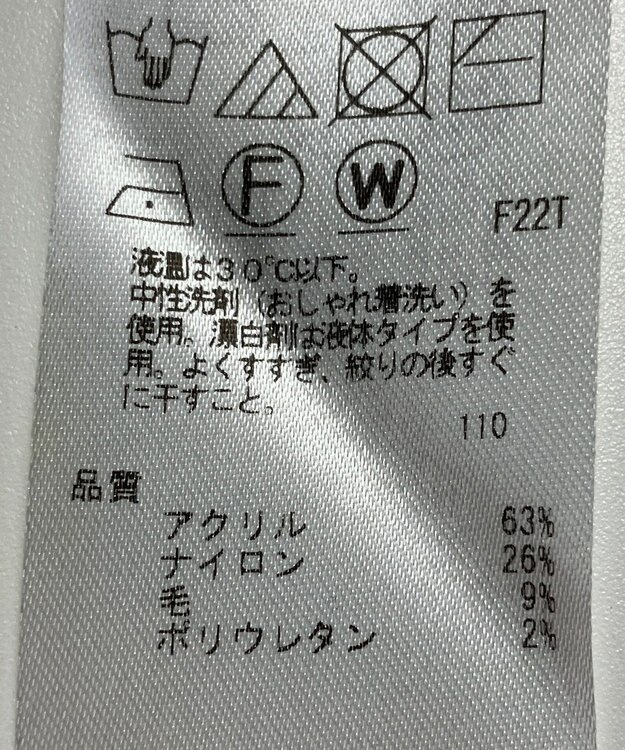 F
W
F22T
液温は30℃以下。
中性洗剤（おしゃれ着洗い）を
使用。漂白剤は液体タイプを使
用。よくすすぎ、絞りの後すぐ
に干すこと。
110
品質
アクリル 63%
ナイロン 26%
毛 9%
ポリウレタン 2%